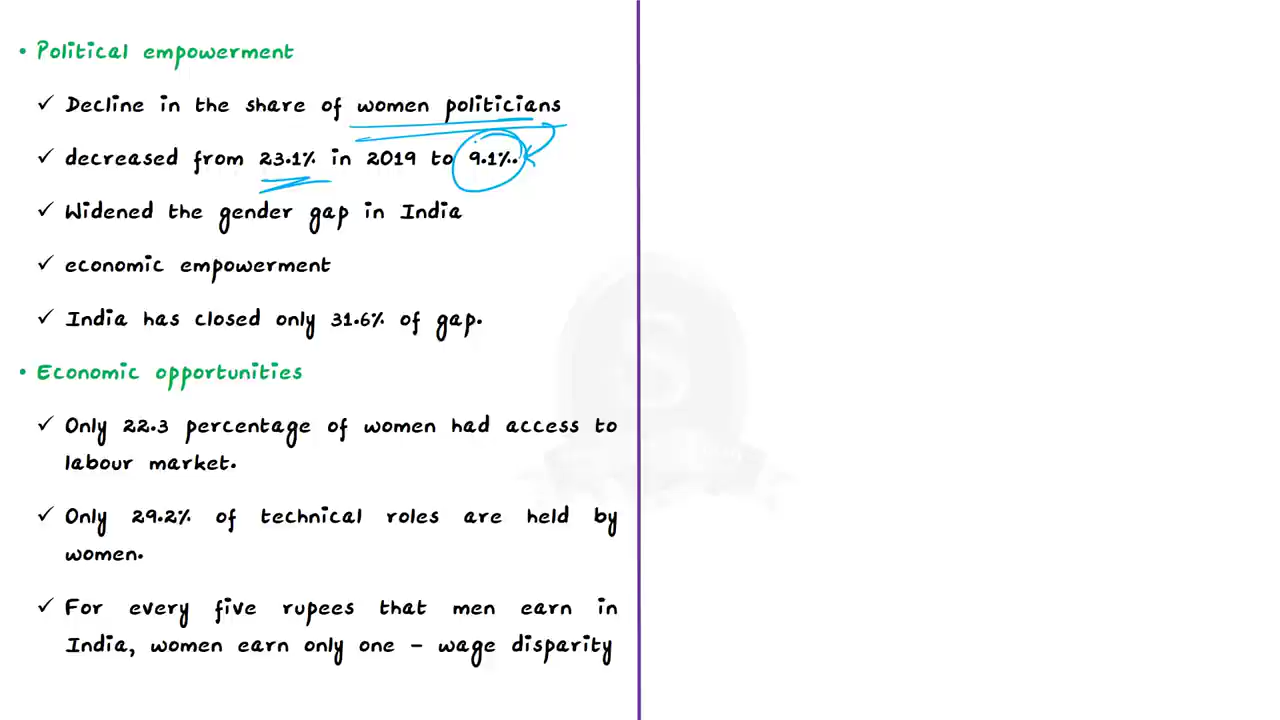 • Political empowerment
✓ Decline in the share of women politicians
✓ decreased from 23.1% in 2019 to 9.1%.
✓ Widened the gender gap in India
✓ economic empowerment
✓ India has closed only 31.6% of gap.
• Economic opportunities
✓ Only 22.3 percentage of women had access to
labour market.
✓ Only 29.2% of technical roles are held by
women.
✓ For every five rupees that men earn in
India, women earn only one – wage disparity
S